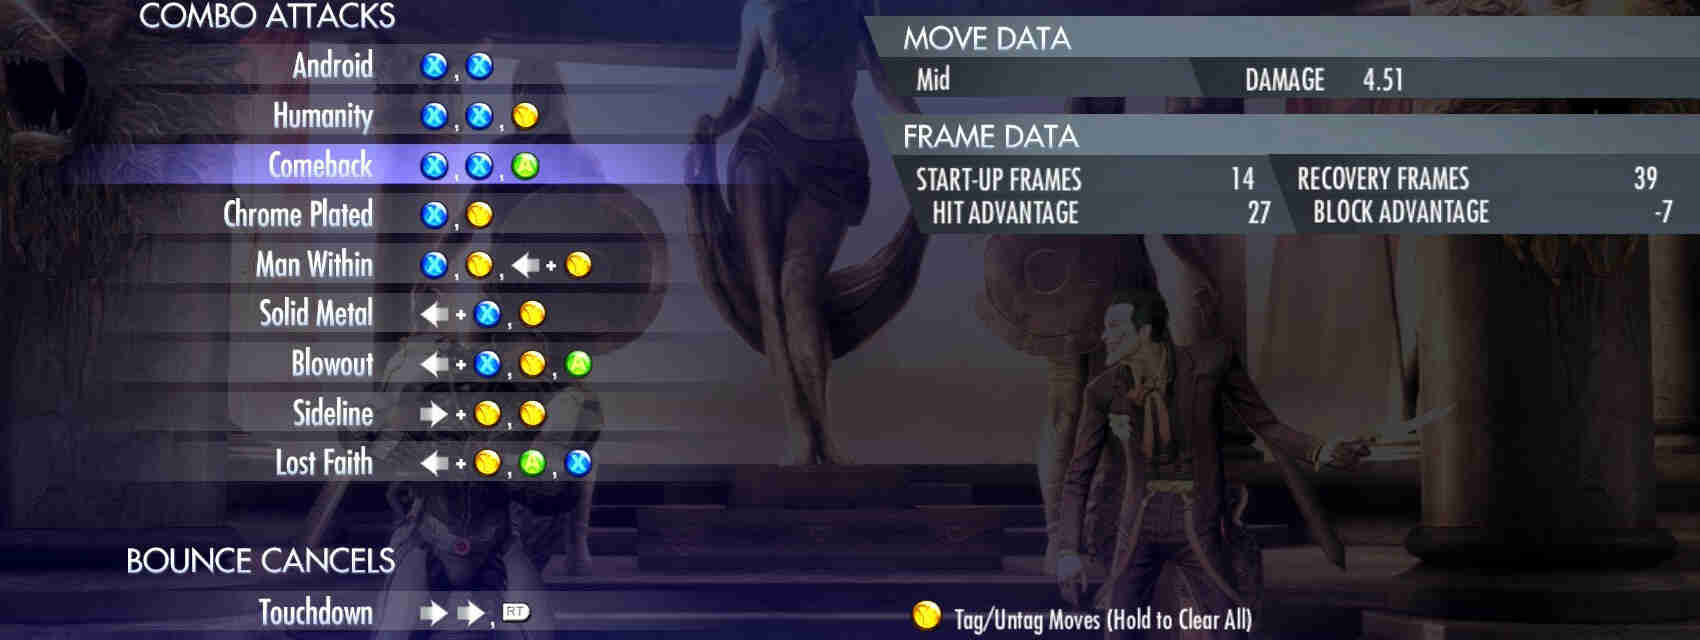 COMBO ATTACKS
Android X, X
Humanity X, X, Y
Comeback X, X, A
Chrome Plated X, Y
Man Within X, Y, ← + Y
Solid Metal ← + X, Y
Blowout ← + X, Y, A
Sideline → + Y, Y
Lost Faith ← + Y, A, X
BOUNCE CANCELS
Touchdown → →, RT
MOVE DATA
Mid DAMAGE 4.51
FRAME DATA
START-UP FRAMES 14 RECOVERY FRAMES 39
HIT ADVANTAGE 27 BLOCK ADVANTAGE -7
Y Tag/Untag Moves (Hold to Clear All)